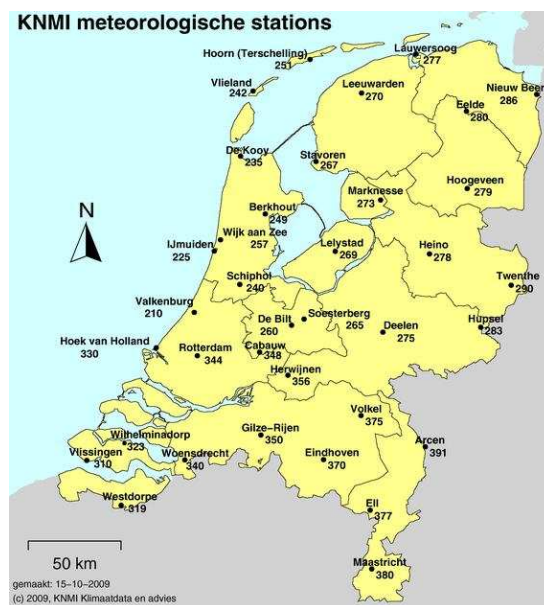 KNMI meteorologische stations
Hoorn (Terschelling)
251
Lauwersoog
277
Vlieland
242
Leeuwarden
270
Nieuw Beer
286
Eelde
280
De Kooy
235
Stavoren
267
Hoogeveen
279
Marknesse
273
Berkhout
249
N
Wijk aan Zee
257
IJmuiden
225
Lelystad
269
Heino
278
Schiphol
240
Twenthe
290
Valkenburg
210
De Bilt
260
Soesterberg
265
Deelen
275
Hupsel
283
Hoek van Holland
330
Rotterdam
344
Cabauw
348
Herwijnen
356
Volkel
375
Gilze-Rijen
350
Wilhelminadorp
323
Arcen
391
Vlissingen
310
Woensdrecht
340
Eindhoven
370
Westdorpe
319
Ell
377
50 km
Maastricht
380
gemaakt: 15-10-2009
(c) 2009, KNMI Klimaatdata en advies